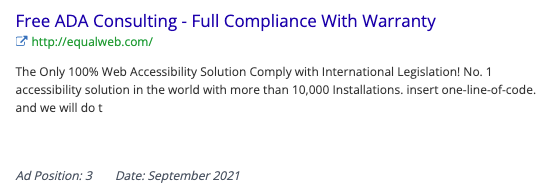 Free ADA Consulting - Full Compliance With Warranty
http://equalweb.com/
The Only 100% Web Accessibility Solution Comply with International Legislation! No. 1
accessibility solution in the world with more than 10,000 Installations. insert one-line-of-code.
and we will do t
Ad Position: 3 Date: September 2021